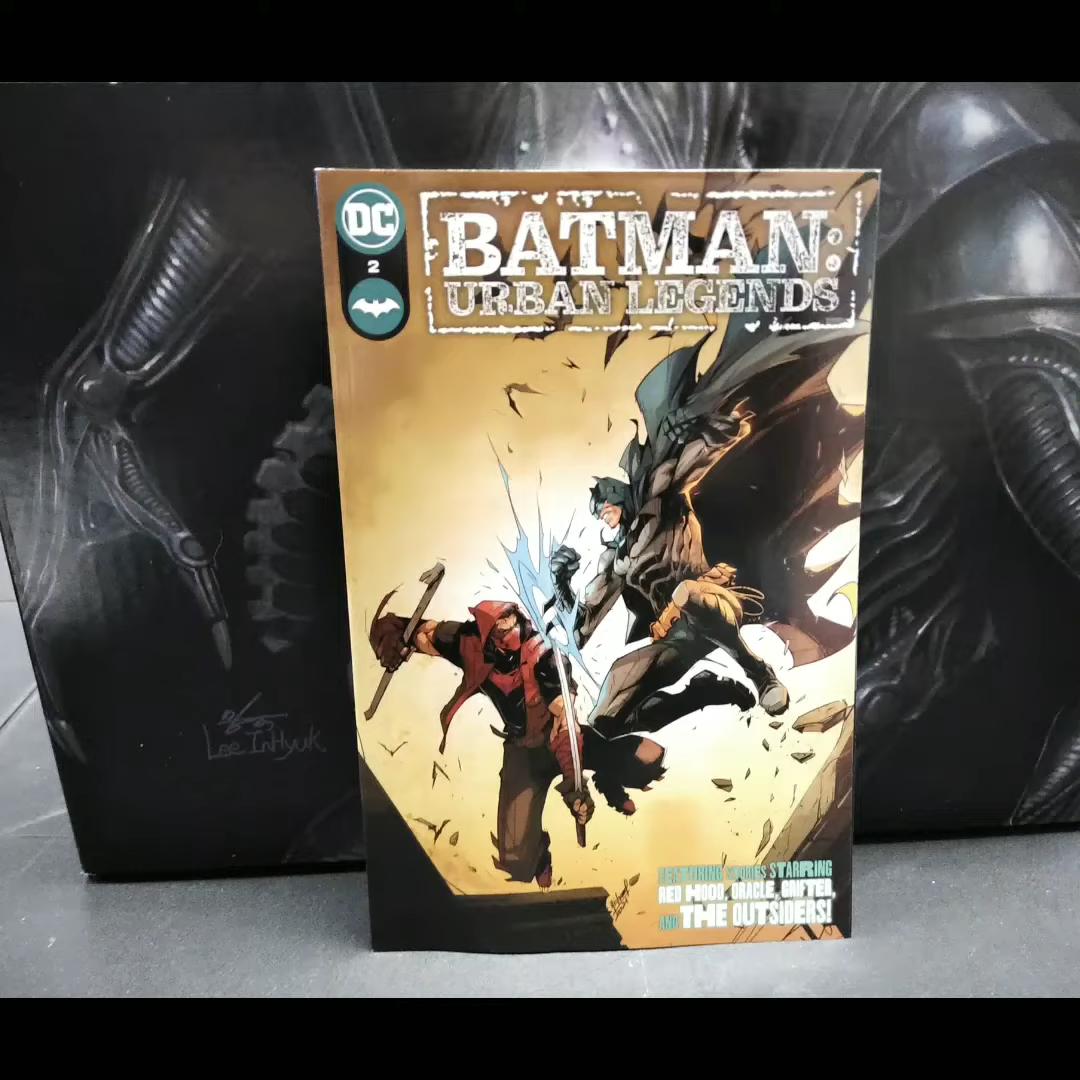 DC
2
BATMAN:
URBAN LEGENDS
FEATURING STORIES STARRING
RED HOOD, ORACLE, GRIFTER,
AND THE OUTSIDERS!
Lee InHyuk